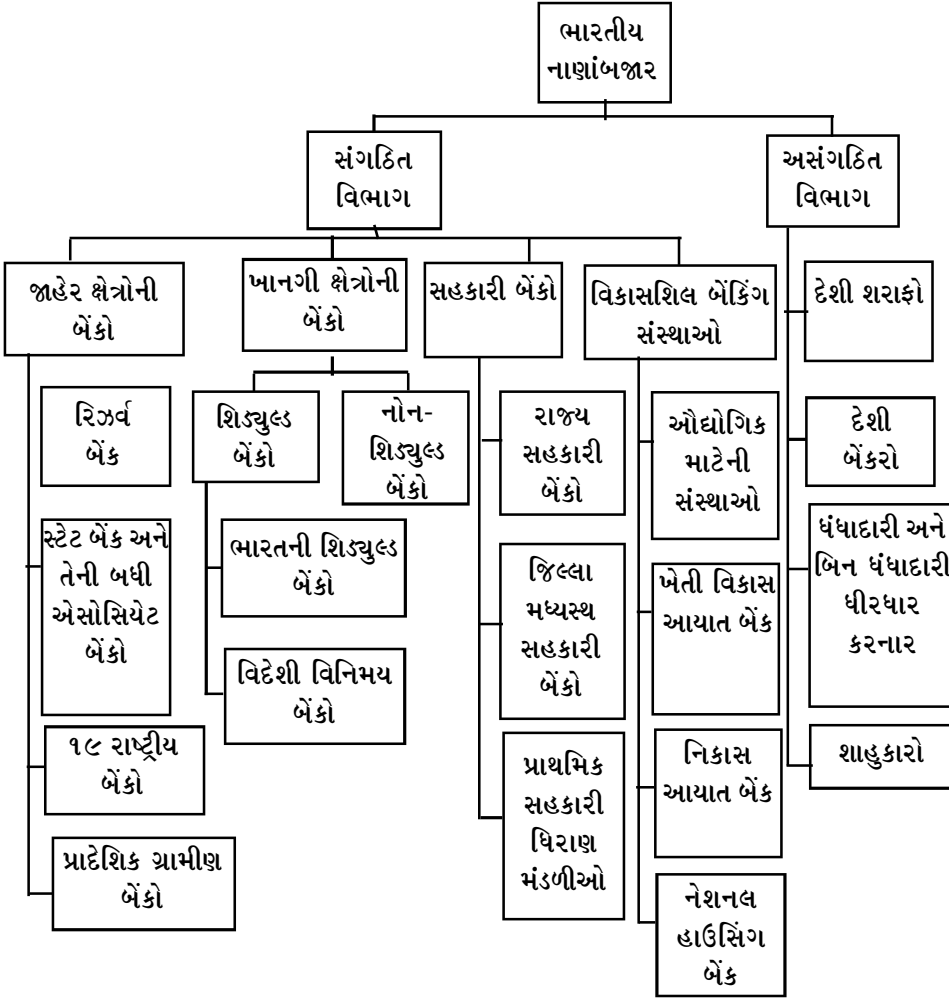 ભારતીય
નાણાંબજાર
સંગઠિત
વિભાગ
અસંગઠિત
વિભાગ
જાહેર ક્ષેત્રોની
બેંકો
ખાનગી ક્ષેત્રોની
બેંકો
સહકારી બેંકો
વિકાસશિલ બેંકિંગ
સંસ્થાઓ
દેશી શરાફો
રિઝર્વ
બેંક
શિડ્યુલ્ડ
બેંકો
નોન-
શિડ્યુલ્ડ
બેંકો
રાજ્ય
સહકારી
બેંકો
ઔદ્યોગિક
માટેની
સંસ્થાઓ
દેશી
બેંકરો
સ્ટેટ બેંક અને
તેની બધી
એસોસિયેટ
બેંકો
ભારતની શિડ્યુલ્ડ
બેંકો
જિલ્લા
મધ્યસ્થ
સહકારી
બેંકો
ખેતી વિકાસ
આયાત બેંક
ધંધાદારી અને
બિન ધંધાદારી
ધીરધાર
કરનાર
વિદેશી વિનિમય
બેંકો
૧૯ રાષ્ટ્રીય
બેંકો
પ્રાથમિક
સહકારી
ધિરાણ
મંડળીઓ
નિકાસ
આયાત બેંક
શાહુકારો
પ્રાદેશિક ગ્રામીણ
બેંકો
નેશનલ
હાઉસિંગ
બેંક